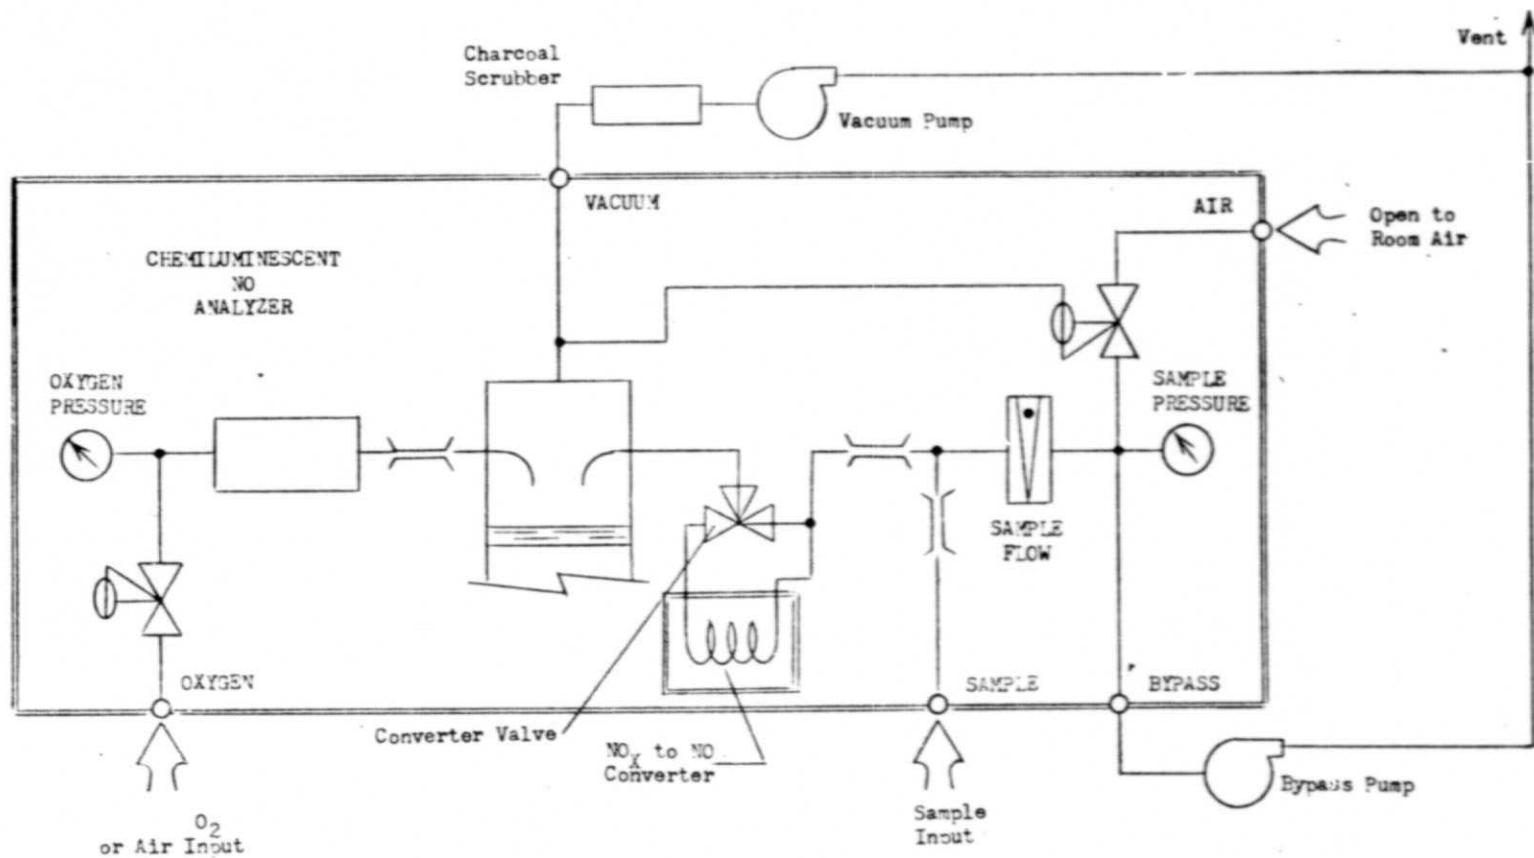 Vent
Charcoal
Scrubber
Vacuum Pump
VACUUM
AIR
Open to
Room Air
CHEMILUMINESCENT
NO
ANALYZER
OXYGEN
PRESSURE
SAMPLE
PRESSURE
SAMPLE
FLOW
OXYGEN
SAMPLE
BYPASS
Converter Valve
NOX to NO
Converter
Bypass Pump
Sample
Input
O2
or Air Input